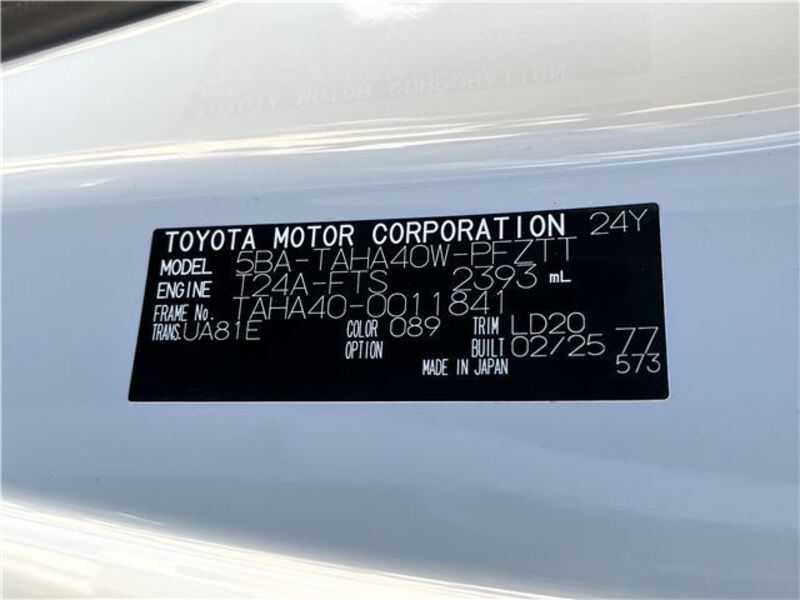 TOYOTA MOTOR CORPORATION 24Y
MODEL 5BA-TAHA40W-PFZTT
ENGINE T24A-FTS 2393 mL
FRAME No. TAHA40-0011841
TRANS. UA81E COLOR 089 TRIM LD20
OPTION BUILT 02/25 77
MADE IN JAPAN 573